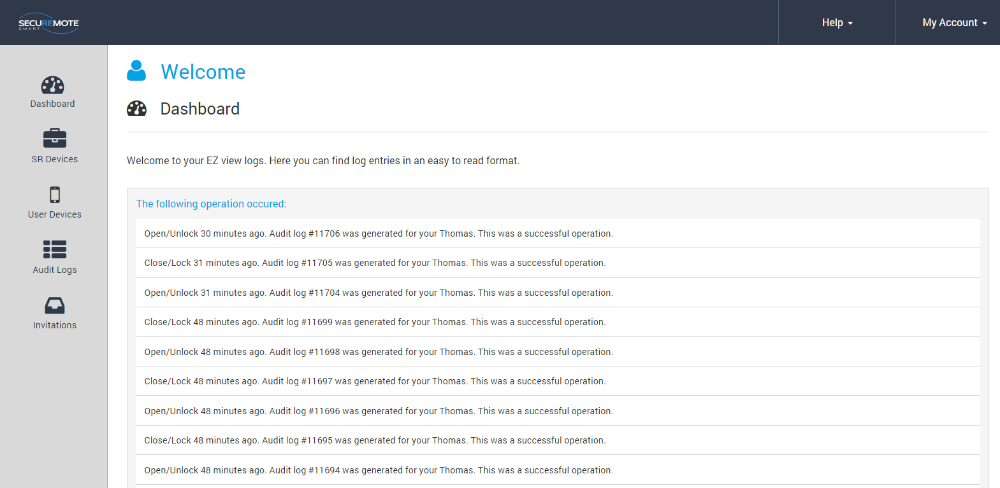 SECUREMOTE
SMART
Help
My Account
Dashboard
SR Devices
User Devices
Audit Logs
Invitations
Welcome
Dashboard
Welcome to your EZ view logs. Here you can find log entries in an easy to read format.
The following operation occured:
Open/Unlock 30 minutes ago. Audit log #11706 was generated for your Thomas. This was a successful operation.
Close/Lock 31 minutes ago. Audit log #11705 was generated for your Thomas. This was a successful operation.
Open/Unlock 31 minutes ago. Audit log #11704 was generated for your Thomas. This was a successful operation.
Close/Lock 48 minutes ago. Audit log #11699 was generated for your Thomas. This was a successful operation.
Open/Unlock 48 minutes ago. Audit log #11698 was generated for your Thomas. This was a successful operation.
Close/Lock 48 minutes ago. Audit log #11697 was generated for your Thomas. This was a successful operation.
Open/Unlock 48 minutes ago. Audit log #11696 was generated for your Thomas. This was a successful operation.
Close/Lock 48 minutes ago. Audit log #11695 was generated for your Thomas. This was a successful operation.
Open/Unlock 48 minutes ago. Audit log #11694 was generated for your Thomas. This was a successful operation.